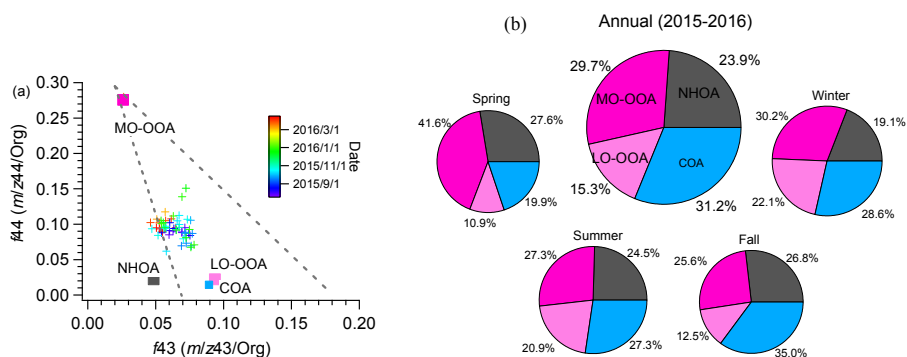 (a)
0.30
0.25
0.20
0.15
0.10
0.05
0.00
f44 (m/z44/Org)
0.00
0.05
0.10
0.15
0.20
f43 (m/z43/Org)
MO-OOA
NHOA
LO-OOA
COA
2016/3/1
2016/1/1
2015/11/1
2015/9/1
Date
(b)
Annual (2015-2016)
29.7%
23.9%
MO-OOA
NHOA
LO-OOA
COA
15.3%
31.2%
Spring
41.6%
27.6%
10.9%
19.9%
Winter
30.2%
19.1%
22.1%
28.6%
Summer
27.3%
24.5%
20.9%
27.3%
Fall
25.6%
26.8%
12.5%
35.0%